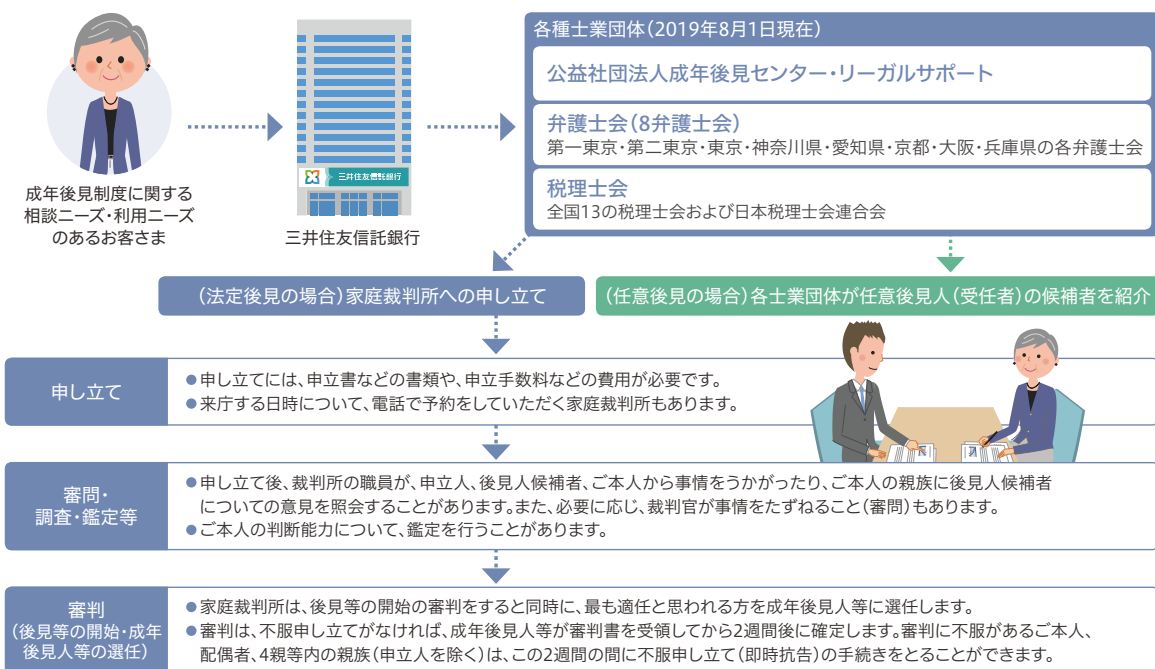 成年後見制度に関する
相談ニーズ・利用ニーズ
のあるお客さま
三井住友信託銀行
三井住友信託銀行
各種士業団体(2019年8月1日現在)
公益社団法人成年後見センター・リーガルサポート
弁護士会(8弁護士会)
第一東京・第二東京・東京・神奈川県・愛知県・京都・大阪・兵庫県の各弁護士会
税理士会
全国13の税理士会および日本税理士会連合会
(法定後見の場合)家庭裁判所への申し立て
(任意後見の場合)各士業団体が任意後見人(受任者)の候補者を紹介
申し立て
●申し立てには、申立書などの書類や、申立手数料などの費用が必要です。
●来庁する日時について、電話で予約をしていただく家庭裁判所もあります。
審問・
調査・鑑定等
●申し立て後、裁判所の職員が、申立人、後見人候補者、ご本人から事情をうかがったり、ご本人の親族に後見人候補者
についての意見を照会することがあります。また、必要に応じ、裁判官が事情をたずねること(審問)もあります。
●ご本人の判断能力について、鑑定を行うことがあります。
審判
(後見等の開始・成年
後見人等の選任)
●家庭裁判所は、後見等の開始の審判をすると同時に、最も適任と思われる方を成年後見人等に選任します。
●審判は、不服申し立てがなければ、成年後見人等が審判書を受領してから2週間後に確定します。審判に不服があるご本人、
配偶者、4親等内の親族(申立人を除く)は、この2週間の間に不服申し立て(即時抗告)の手続きをとることができます。